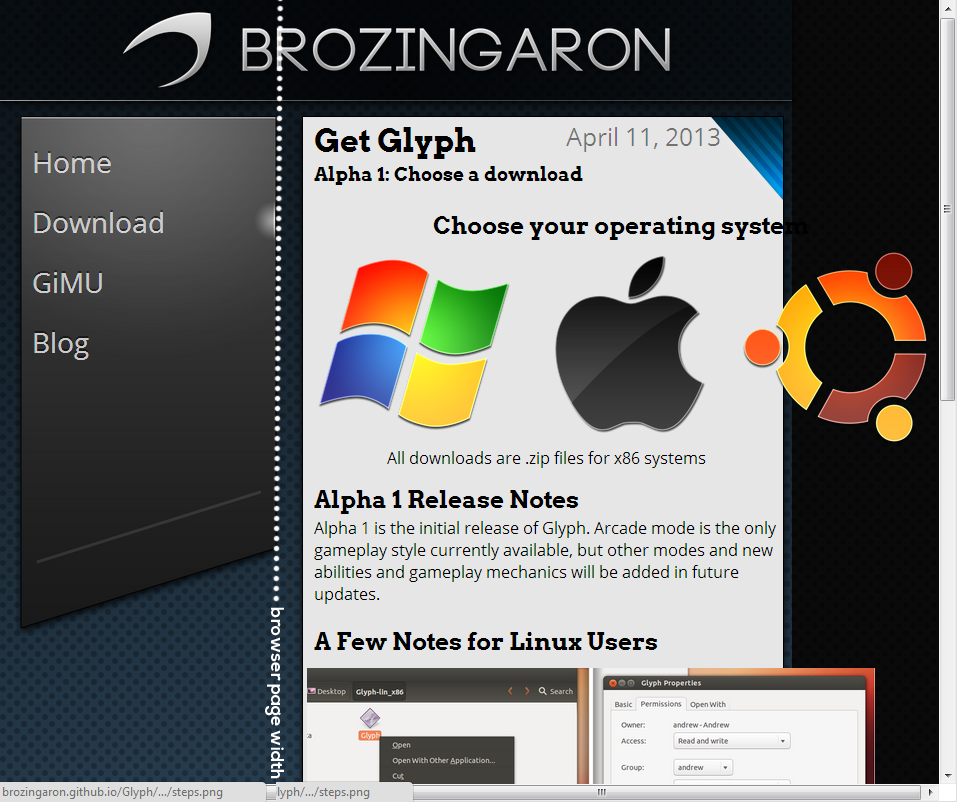 BROZINGARON
Home
Download
GiMU
Blog
browser page width
Get Glyph
April 11, 2013
Alpha 1: Choose a download
Choose your operating system
All downloads are .zip files for x86 systems
Alpha 1 Release Notes
Alpha 1 is the initial release of Glyph. Arcade mode is the only
gameplay style currently available, but other modes and new
abilities and gameplay mechanics will be added in future
updates.
A Few Notes for Linux Users
Desktop Glyph-lin_x86 Search
Glyph
Open
Open With Other Application...
Cut
Glyph Properties
Basic Permissions Open With
Owner: andrew - Andrew
Access: Read and write
Group: andrew
brozingaron.github.io/Glyph/.../steps.png
lyph/.../steps.png